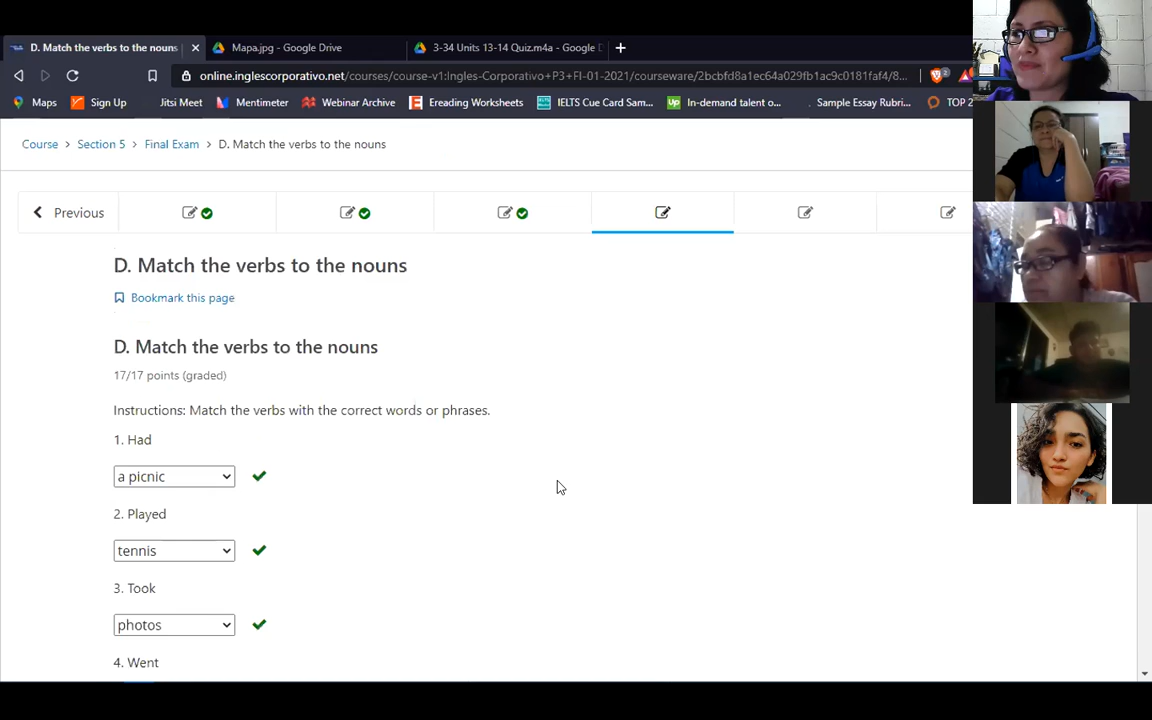 D. Match the verbs to the nouns
Mapa.jpg - Google Drive
3-34 Units 13-14 Quiz.m4a - Google D
online.inglescorporativo.net/courses/course-v1:Ingles-Corporativo+P3+FI-01-2021/courseware/2bcbfd8a1ec64a029fb1ac9c0181faf4/8...
2
Maps
Sign Up
Jitsi Meet
Mentimeter
Webinar Archive
Ereading Worksheets
IELTS Cue Card Sam...
Up In-demand talent o...
Sample Essay Rubri...
TOP 2
Course > Section 5 > Final Exam > D. Match the verbs to the nouns
Previous
D. Match the verbs to the nouns
Bookmark this page
D. Match the verbs to the nouns
17/17 points (graded)
Instructions: Match the verbs with the correct words or phrases.
1. Had
a picnic
2. Played
tennis
3. Took
photos
4. Went